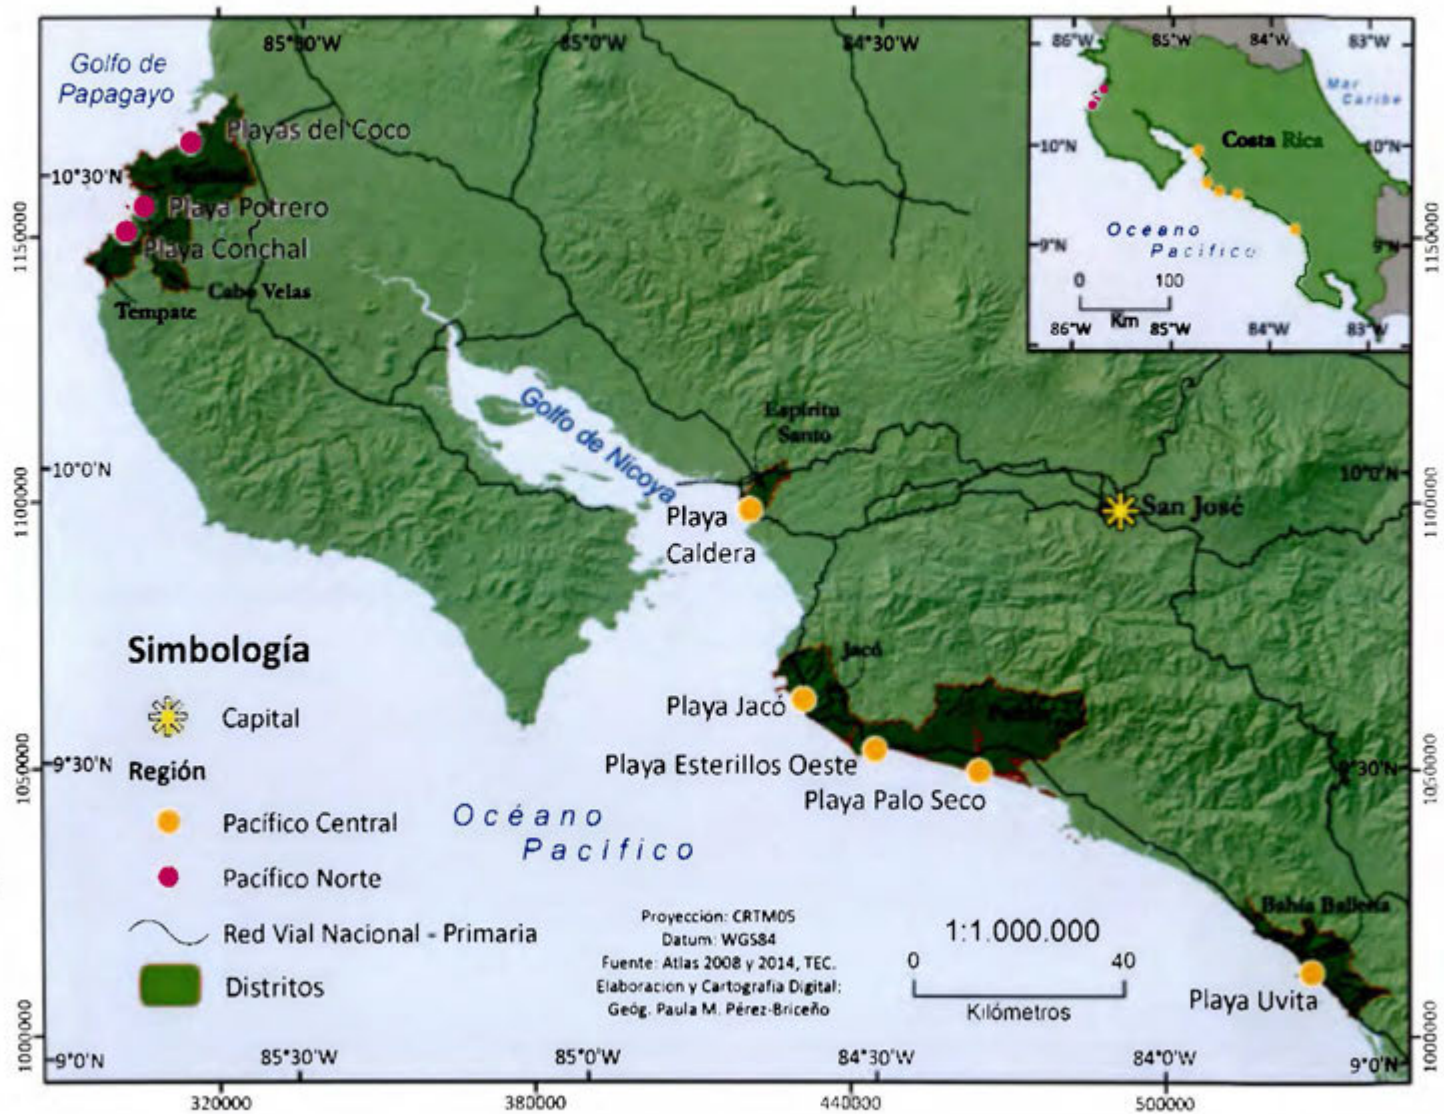 85°30'W
85°0'W
84°30'W
Golfo de
Papagayo
Playas del Coco
10°30'N
Playa Potrero
Playa Conchal
Cabo Velas
Tempate
1150000
86°W
85°W
84°W
83°W
Mar
Caribe
10°N
Costa Rica
10°N
Océano
Pacífico
9°N
9°N
0
100
Km
86°W
85°W
84°W
83°W
1150000
Golfo de Nicoya
Espíritu
Santo
10°0'N
10°0'N
San José
1100000
1100000
Playa
Caldera
Simbología
Capital
Región
Pacífico Central
Pacífico Norte
Red Vial Nacional - Primaria
Distritos
Jacó
Playa Jacó
Playa Esterillos Oeste
Playa Palo Seco
9°30'N
9°30'N
1050000
1050000
Océano
Pacífico
Proyección: CRTM05
Datum: WGS84
Fuente: Atlas 2008 y 2014, TEC.
Elaboracion y Cartografia Digital:
Geóg. Paula M. Pérez-Briceño
1:1.000.000
0
40
Kilómetros
Bahía Ballena
Playa Uvita
1000000
1000000
9°0'N
85°30'W
85°0'W
84°30'W
84°0'W
9°0'N
320000
380000
440000
500000